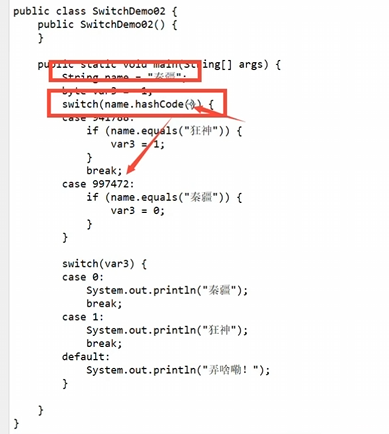 public class SwitchDemo02 {
public SwitchDemo02() {
}
public static void main(String[] args) {
String name = "秦疆";
byte var3 = -1;
switch(name.hashCode()) {
case 941788:
if (name.equals("狂神")) {
var3 = 1;
}
break;
case 997472:
if (name.equals("秦疆")) {
var3 = 0;
}
}
switch(var3) {
case 0:
System.out.println("秦疆");
break;
case 1:
System.out.println("狂神");
break;
default:
System.out.println("弄啥嘞！");
}
}
}